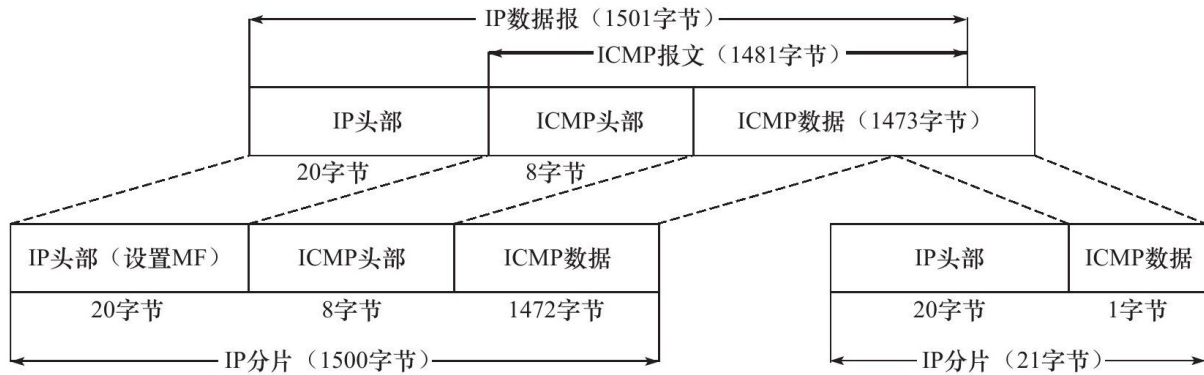 IP数据报（1501字节）
ICMP报文（1481字节）
IP头部
ICMP头部
ICMP数据（1473字节）
20字节
8字节
IP头部（设置MF）
ICMP头部
ICMP数据
IP头部
ICMP数据
20字节
8字节
1472字节
20字节
1字节
IP分片（1500字节）
IP分片（21字节）